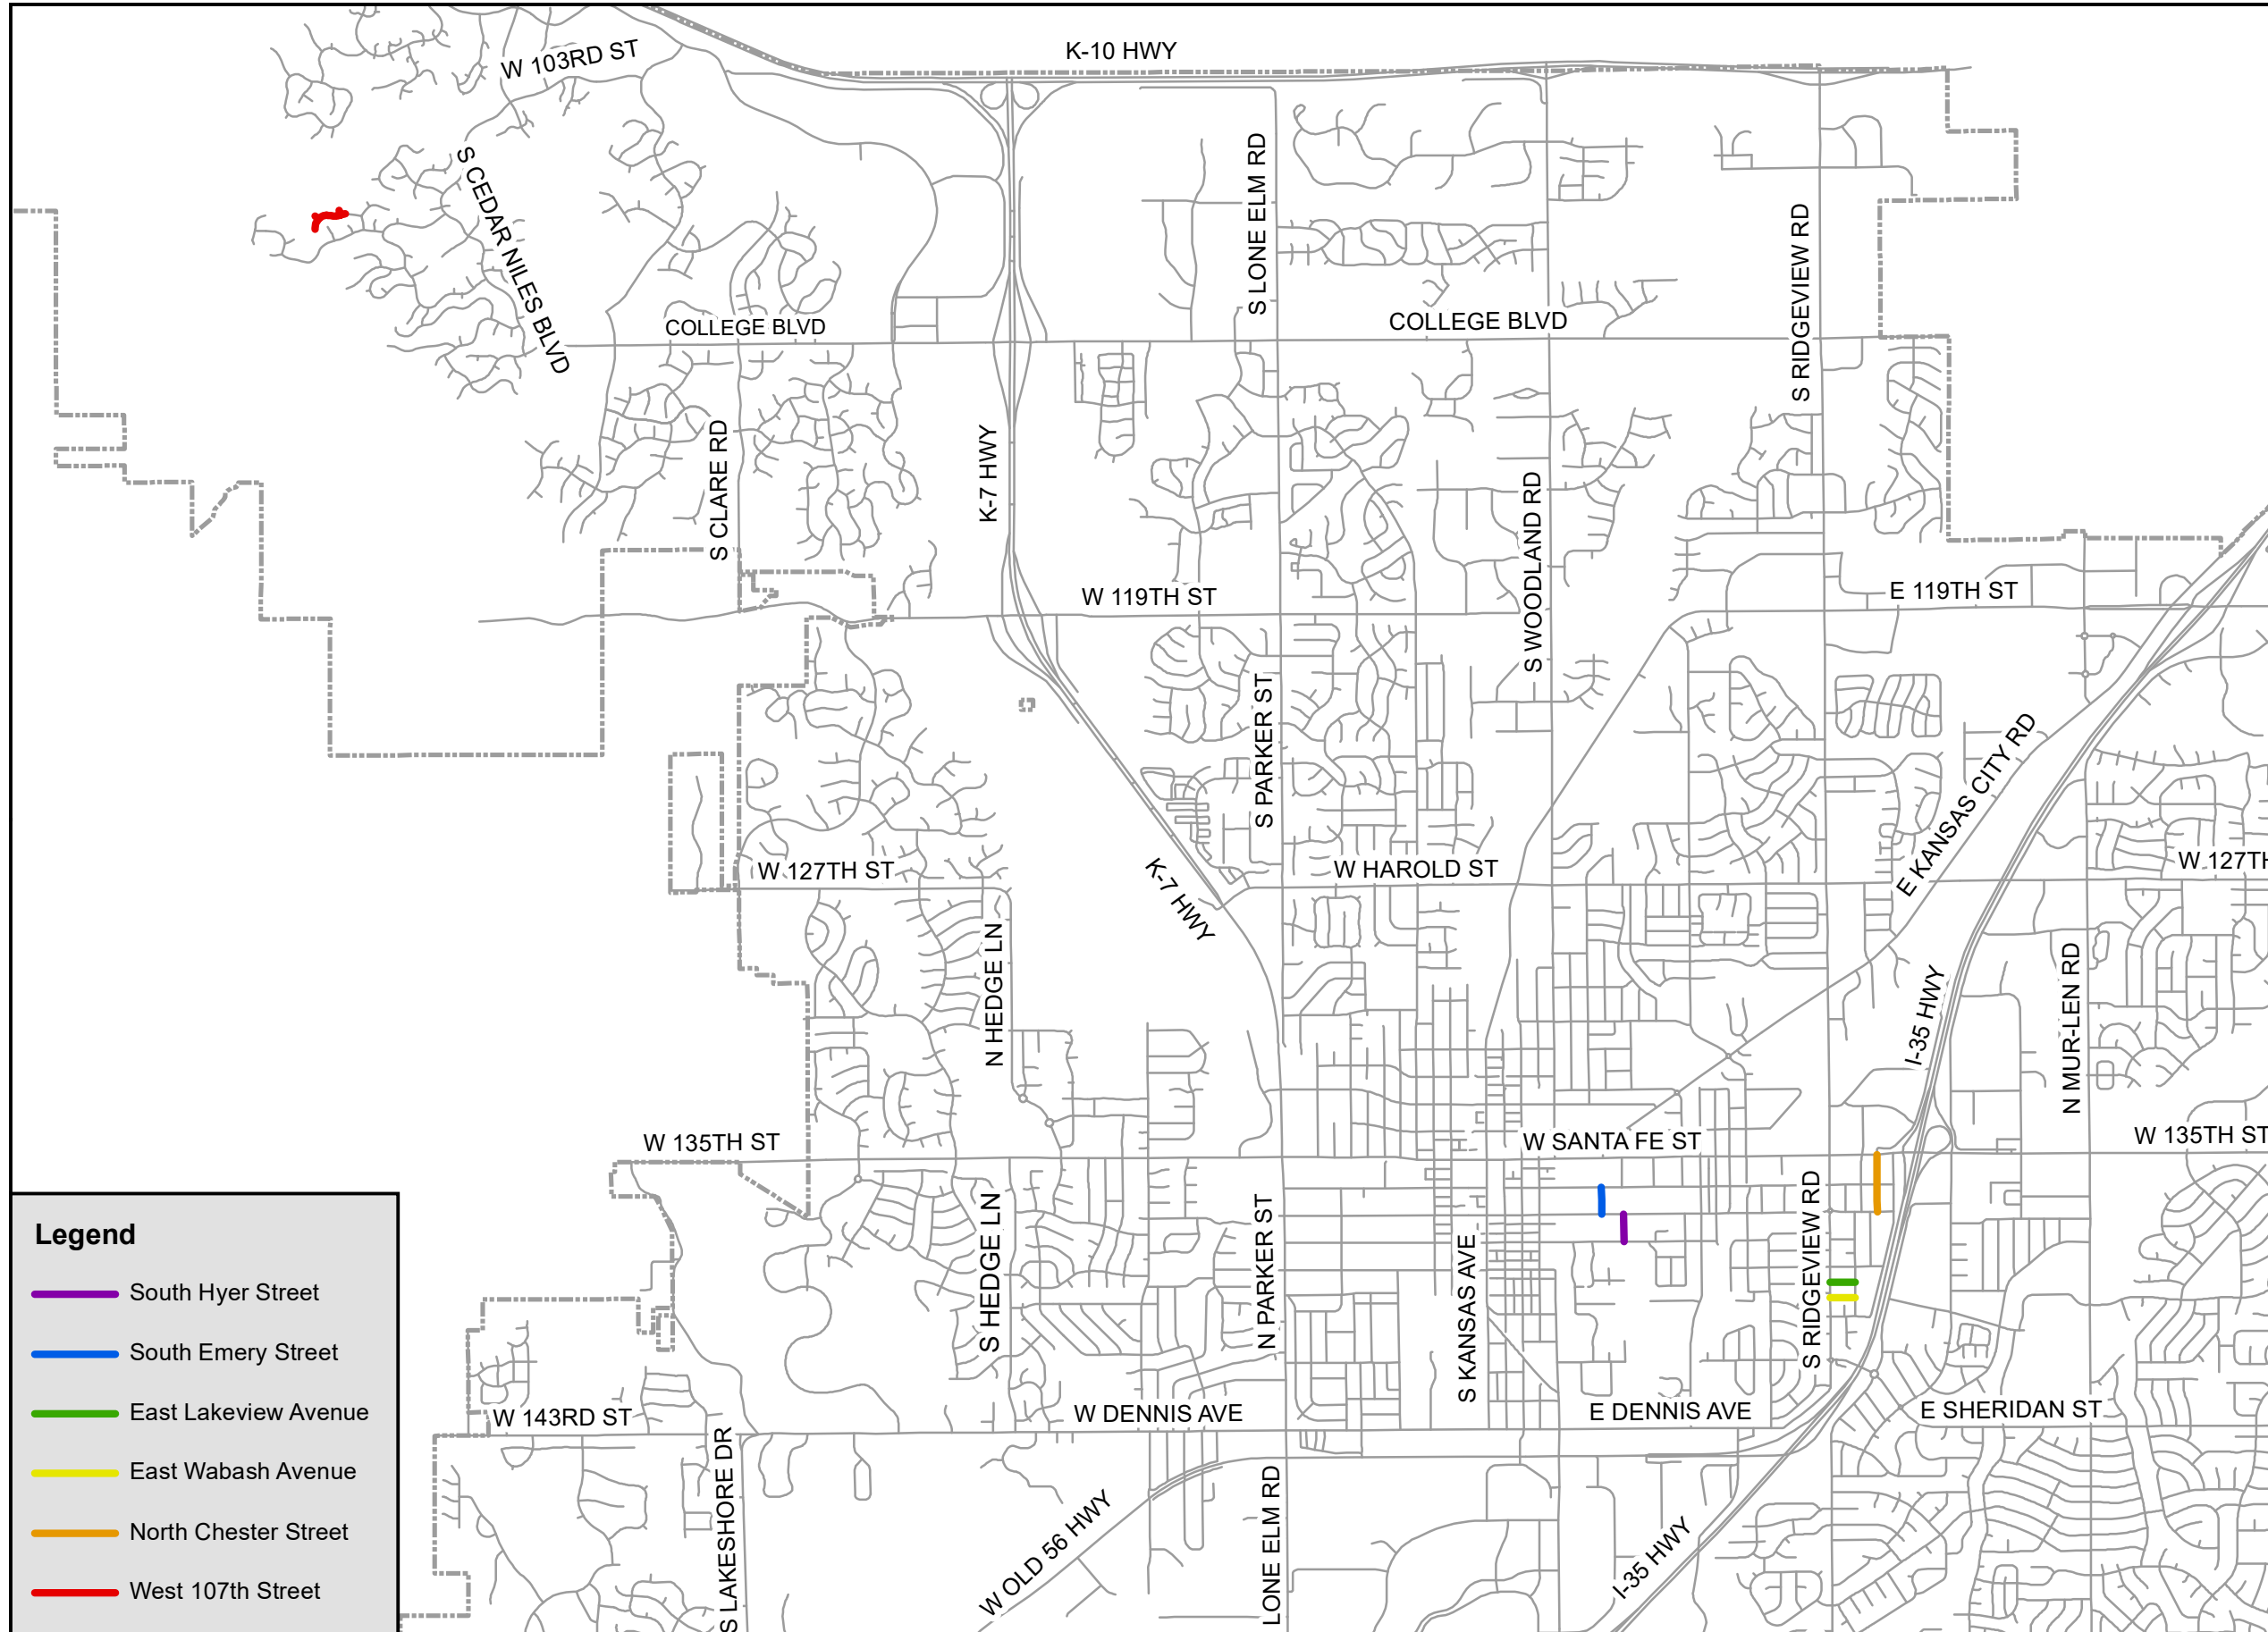 K-10 HWY
W 103RD ST
S CEDAR NILES BLVD
S LONE ELM RD
S RIDGEVIEW RD
COLLEGE BLVD
COLLEGE BLVD
S CLARE RD
K-7 HWY
S WOODLAND RD
W 119TH ST
E 119TH ST
S PARKER ST
E KANSAS CITY RD
W 127TH ST
K-7 HWY
W HAROLD ST
W 127TH
N HEDGE LN
I-35 HWY
N MUR-LEN RD
W 135TH ST
W SANTA FE ST
W 135TH ST
S HEDGE LN
N PARKER ST
S KANSAS AVE
S RIDGEVIEW RD
W 143RD ST
W DENNIS AVE
E DENNIS AVE
E SHERIDAN ST
S LAKESHORE DR
W OLD 56 HWY
LONE ELM RD
I-35 HWY
Legend
South Hyer Street
South Emery Street
East Lakeview Avenue
East Wabash Avenue
North Chester Street
West 107th Street